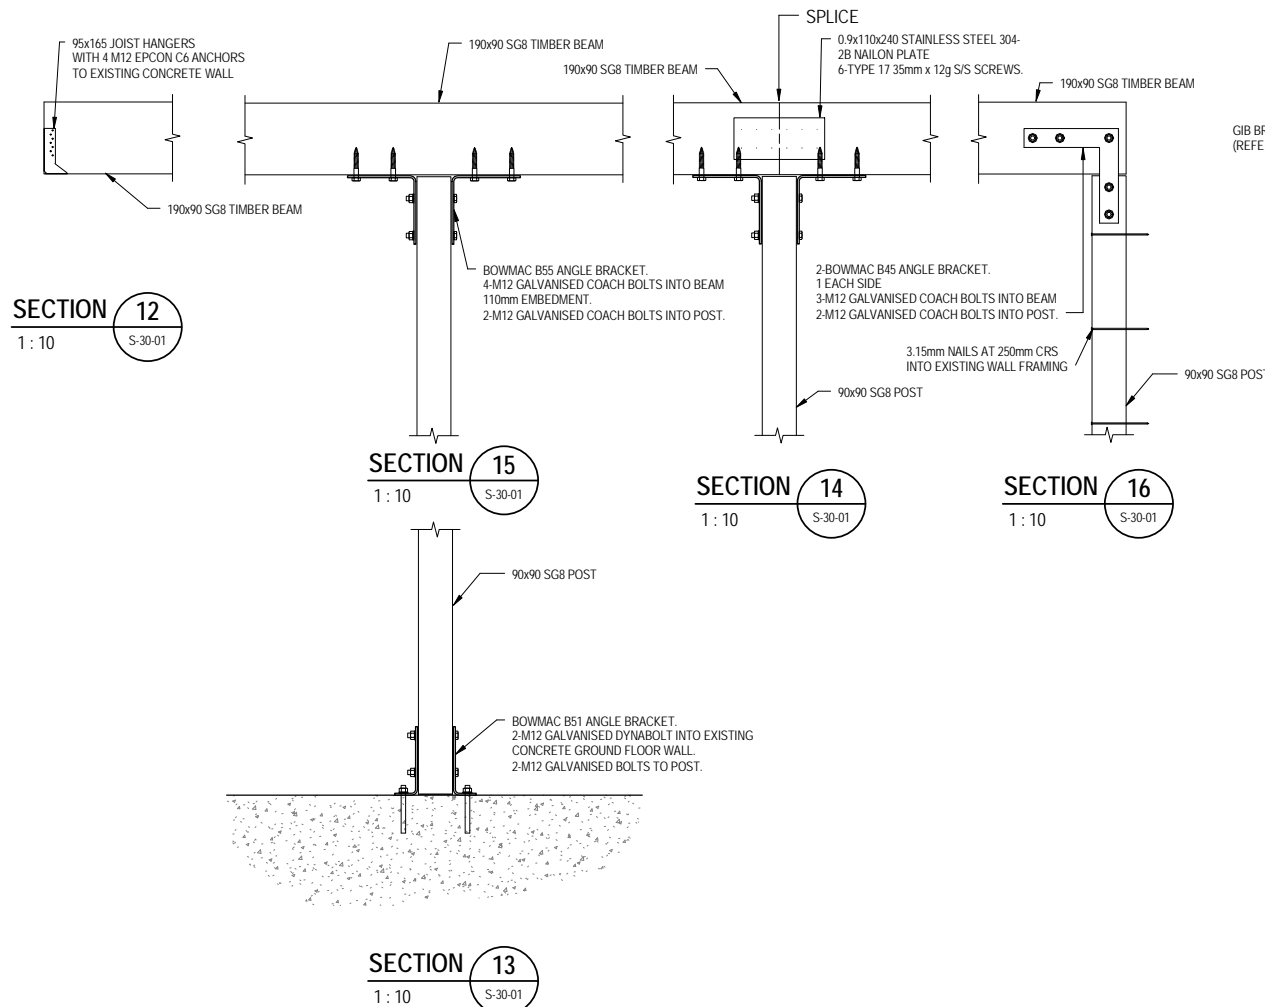 95x165 JOIST HANGERS
WITH 4 M12 EPCON C6 ANCHORS
TO EXISTING CONCRETE WALL
190x90 SG8 TIMBER BEAM
SECTION 12
1 : 10 S-30-01
190x90 SG8 TIMBER BEAM
BOWMAC B55 ANGLE BRACKET.
4-M12 GALVANISED COACH BOLTS INTO BEAM
110mm EMBEDMENT.
2-M12 GALVANISED COACH BOLTS INTO POST.
SECTION 15
1 : 10 S-30-01
SPLICE
0.9x110x240 STAINLESS STEEL 304-
2B NAILON PLATE
6-TYPE 17 35mm x 12g S/S SCREWS.
190x90 SG8 TIMBER BEAM
90x90 SG8 POST
SECTION 14
1 : 10 S-30-01
190x90 SG8 TIMBER BEAM
2-BOWMAC B45 ANGLE BRACKET.
1 EACH SIDE
3-M12 GALVANISED COACH BOLTS INTO BEAM
2-M12 GALVANISED COACH BOLTS INTO POST.
3.15mm NAILS AT 250mm CRS
INTO EXISTING WALL FRAMING
90x90 SG8 POST
SECTION 16
1 : 10 S-30-01
GIB
90x90 SG8 POST
BOWMAC B51 ANGLE BRACKET.
2-M12 GALVANISED DYNABOLT INTO EXISTING
CONCRETE GROUND FLOOR WALL.
2-M12 GALVANISED BOLTS TO POST.
SECTION 13
1 : 10 S-30-01